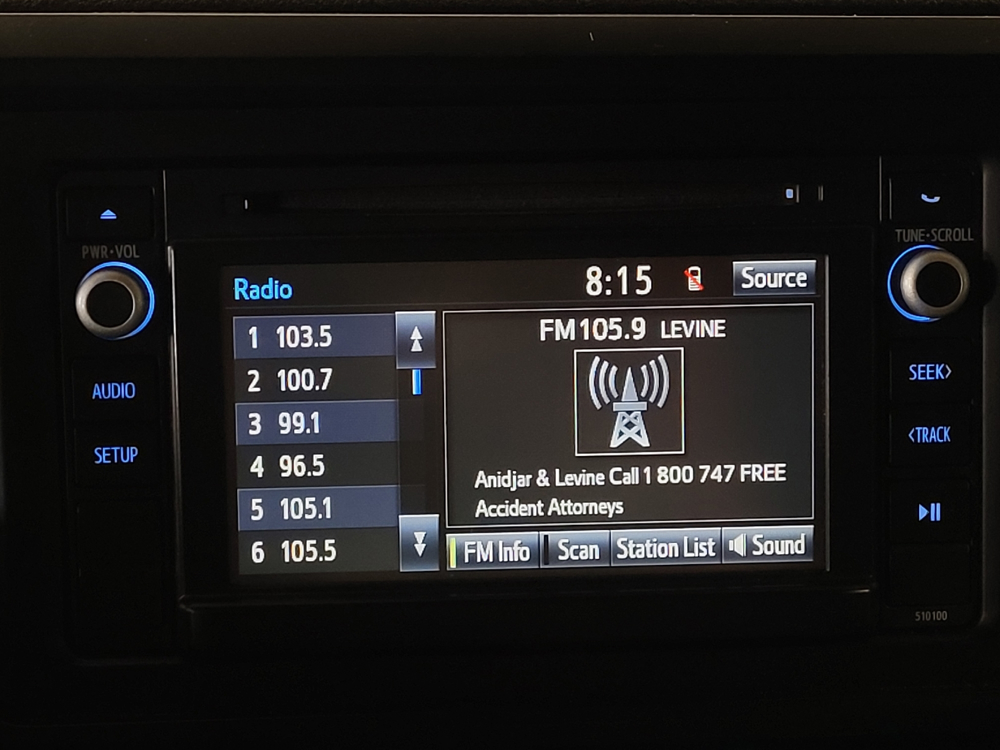 PWR•VOL
AUDIO
SETUP
Radio
8:15
Source
1 103.5
2 100.7
3 99.1
4 96.5
5 105.1
6 105.5
FM105.9 LEVINE
Anidjar & Levine Call 1 800 747 FREE
Accident Attorneys
FM Info
Scan
Station List
Sound
TUNE•SCROLL
SEEK>
<TRACK
510100